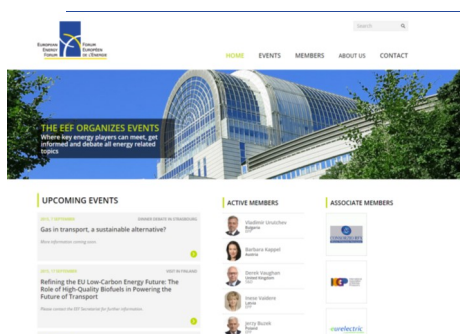 EUROPEAN
ENERGY
FORUM
FORUM
EUROPÉEN
DE L'ENERGIE
Search
HOME
EVENTS
MEMBERS
ABOUT US
CONTACT
THE EEF ORGANIZES EVENTS
Where key energy players can meet, get
informed and debate all energy related
topics
UPCOMING EVENTS
DINNER-DEBATE IN STRASBOURG
Gas in transport, a sustainable alternative?
More information coming soon
VISIT IN FINLAND
Refining the EU Low-Carbon Energy Future: The
Role of High-Quality Biofuels in Powering the
Future of Transport
Please contact the EEF Secretariat for further information.
ACTIVE MEMBERS
Vladimir Urutchev
Bulgaria
EPP
Barbara Kappel
Austria
Derek Vaughan
United Kingdom
S&D
Inese Vaidere
Latvia
EPP
Jerzy Buzek
Poland
EPP
ASSOCIATE MEMBERS
eurelectric